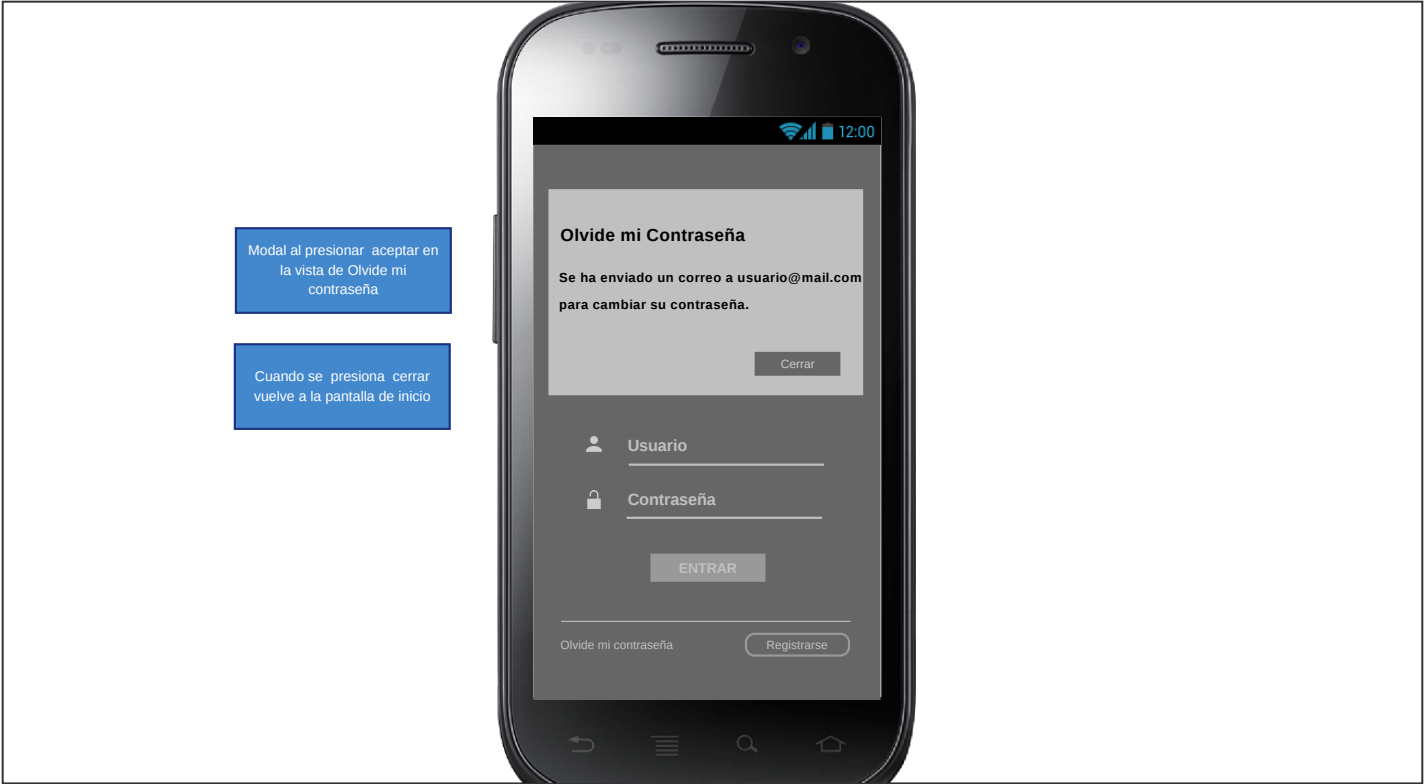 12:00
Modal al presionar aceptar en
la vista de Olvide mi
contraseña
Cuando se presiona cerrar
vuelve a la pantalla de inicio
Olvide mi Contraseña
Se ha enviado un correo a usuario@mail.com
para cambiar su contraseña.
Cerrar
Usuario
Contraseña
ENTRAR
Olvide mi contraseña
Registrarse